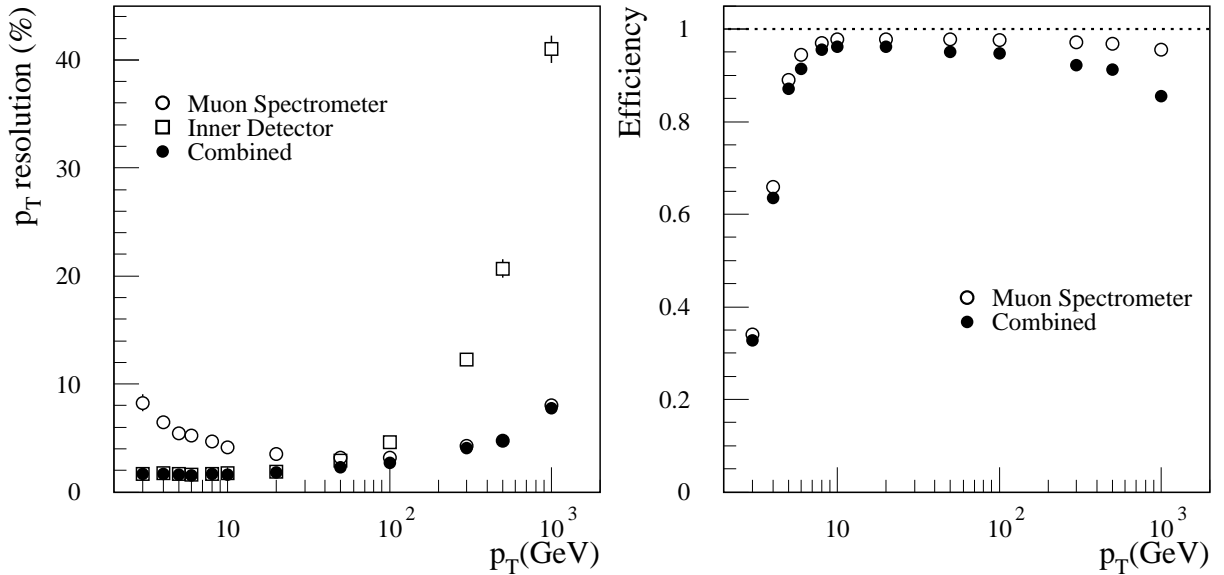 p_T resolution (%)
40
30
20
10
0
Muon Spectrometer
Inner Detector
Combined
10
10^2
10^3
p_T(GeV)
Efficiency
1
0.8
0.6
0.4
0.2
0
Muon Spectrometer
Combined
10
10^2
10^3
p_T(GeV)